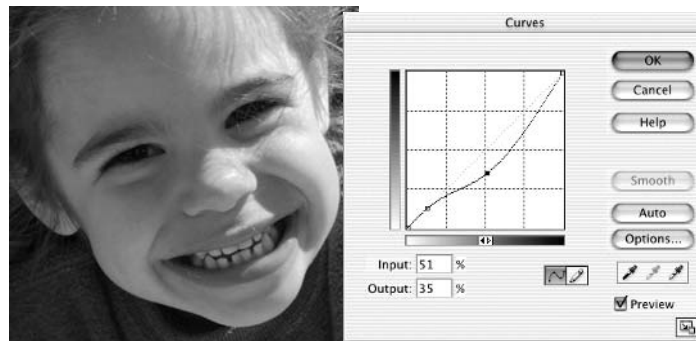 Curves
OK
Cancel
Help
Smooth
Auto
Options...
Input: 51 %
Output: 35 %
Preview